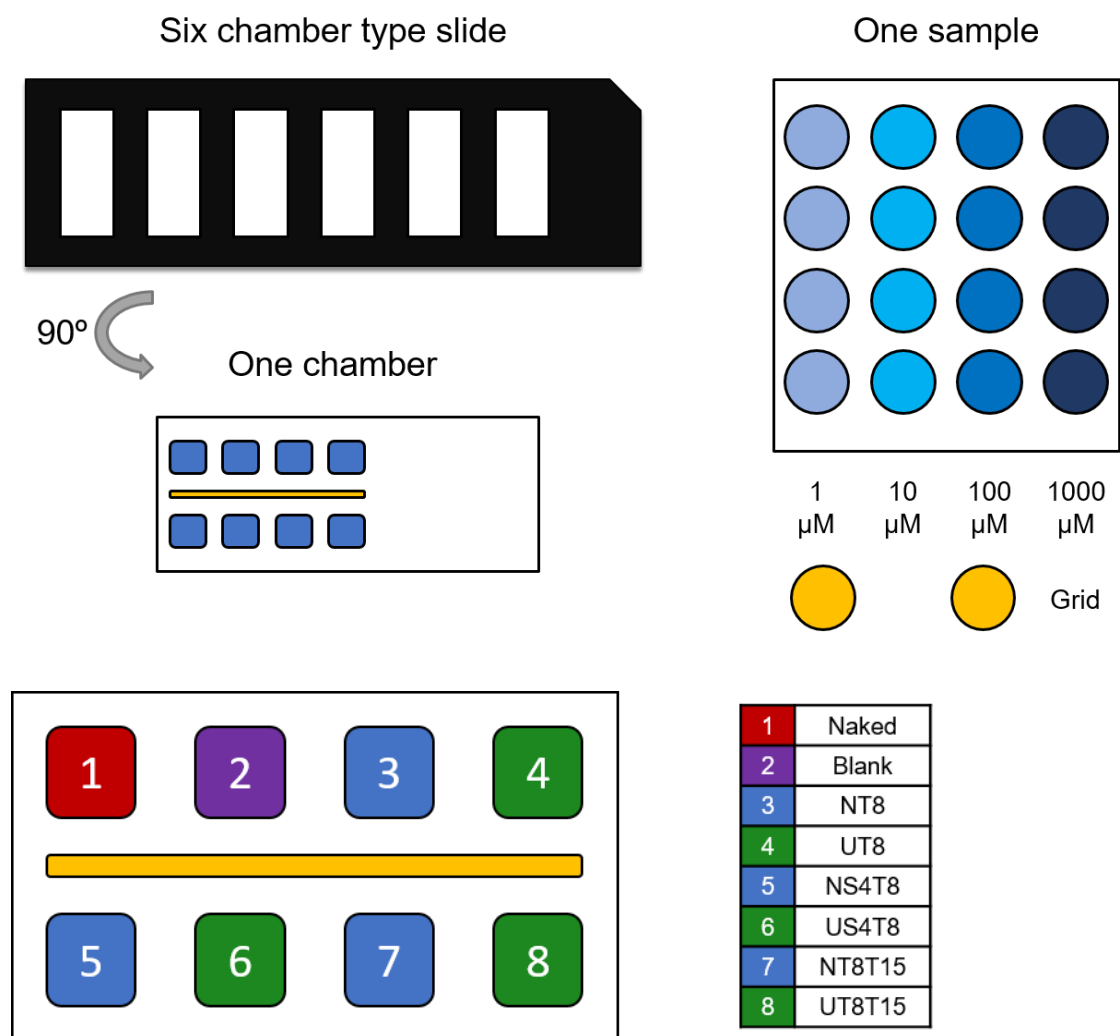 Six chamber type slide
One sample
90º
One chamber
1 10 100 1000
µM µM µM µM
Grid
1 2 3 4
5 6 7 8
1 Naked
2 Blank
3 NT8
4 UT8
5 NS4T8
6 US4T8
7 NT8T15
8 UT8T15